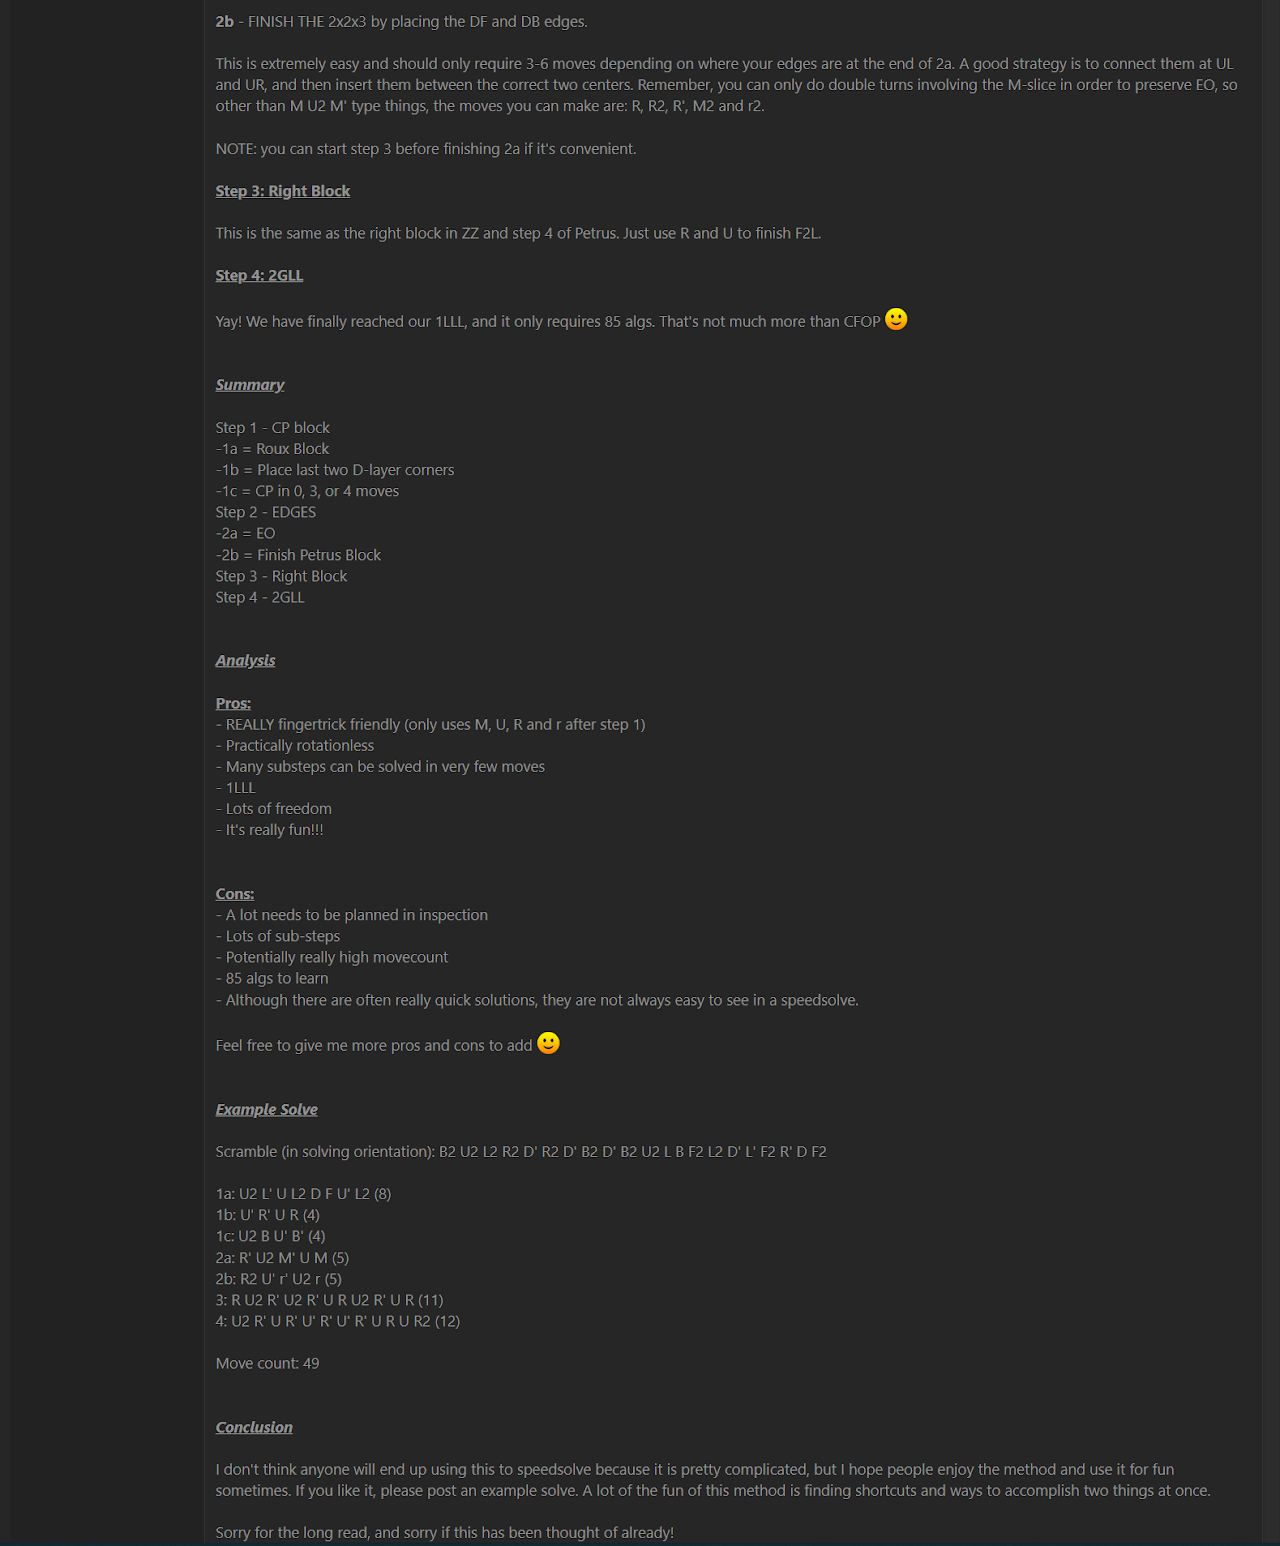 2b - FINISH THE 2x2x3 by placing the DF and DB edges.
This is extremely easy and should only require 3-6 moves depending on where your edges are at the end of 2a. A good strategy is to connect them at UL
and UR, and then insert them between the correct two centers. Remember, you can only do double turns involving the M-slice in order to preserve EO, so
other than M U2 M' type things, the moves you can make are: R, R2, R', M2 and r2.
NOTE: you can start step 3 before finishing 2a if it's convenient.
Step 3: Right Block
This is the same as the right block in ZZ and step 4 of Petrus. Just use R and U to finish F2L.
Step 4: 2GLL
Yay! We have finally reached our 1LLL, and it only requires 85 algs. That's not much more than CFOP 🙂
Summary
Step 1 - CP block
-1a = Roux Block
-1b = Place last two D-layer corners
-1c = CP in 0, 3, or 4 moves
Step 2 - EDGES
-2a = EO
-2b = Finish Petrus Block
Step 3 - Right Block
Step 4 - 2GLL
Analysis
Pros:
- REALLY fingertrick friendly (only uses M, U, R and r after step 1)
- Practically rotationless
- Many substeps can be solved in very few moves
- 1LLL
- Lots of freedom
- It's really fun!!!
Cons:
- A lot needs to be planned in inspection
- Lots of sub-steps
- Potentially really high movecount
- 85 algs to learn
- Although there are often really quick solutions, they are not always easy to see in a speedsolve.
Feel free to give me more pros and cons to add 🙂
Example Solve
Scramble (in solving orientation): B2 U2 L2 R2 D' R2 D' B2 D' B2 U2 L B F2 L2 D' L' F2 R' D F2
1a: U2 L' U L2 D F U' L2 (8)
1b: U' R' U R (4)
1c: U2 B U' B' (4)
2a: R' U2 M' U M (5)
2b: R2 U' r' U2 r (5)
3: R U2 R' U2 R' U R U2 R' U R (11)
4: U2 R' U R' U' R' U' R' U R U R2 (12)
Move count: 49
Conclusion
I don't think anyone will end up using this to speedsolve because it is pretty complicated, but I hope people enjoy the method and use it for fun
sometimes. If you like it, please post an example solve. A lot of the fun of this method is finding shortcuts and ways to accomplish two things at once.
Sorry for the long read, and sorry if this has been thought of already!